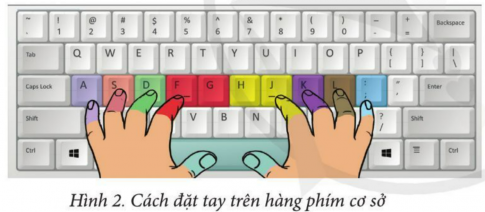 ~ ! @ # $ % ^ & * ( ) _ + Backspace
` 1 2 3 4 5 6 7 8 9 0 - =
Tab Q W E R T Y U I O P { } |
[ ] \
Caps Lock A S D F G H J K L : " Enter
; '
Shift V B N ? Shift
/
Ctrl Ctrl
Hình 2. Cách đặt tay trên hàng phím cơ sở